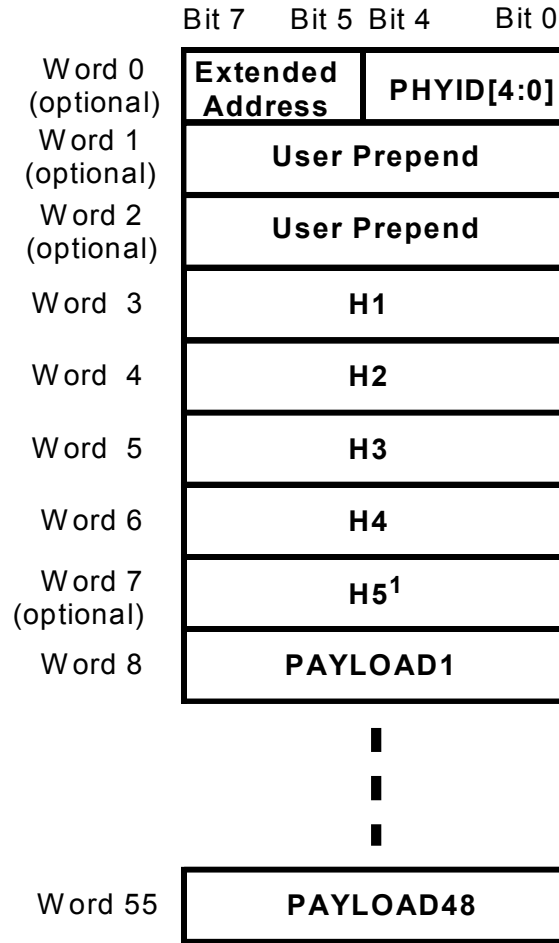 Bit 7 Bit 5 Bit 4 Bit 0
Word 0
(optional)
Extended
Address
PHYID[4:0]
Word 1
(optional)
User Prepend
Word 2
(optional)
User Prepend
Word 3
H1
Word 4
H2
Word 5
H3
Word 6
H4
Word 7
(optional)
H5¹
Word 8
PAYLOAD1
Word 55
PAYLOAD48